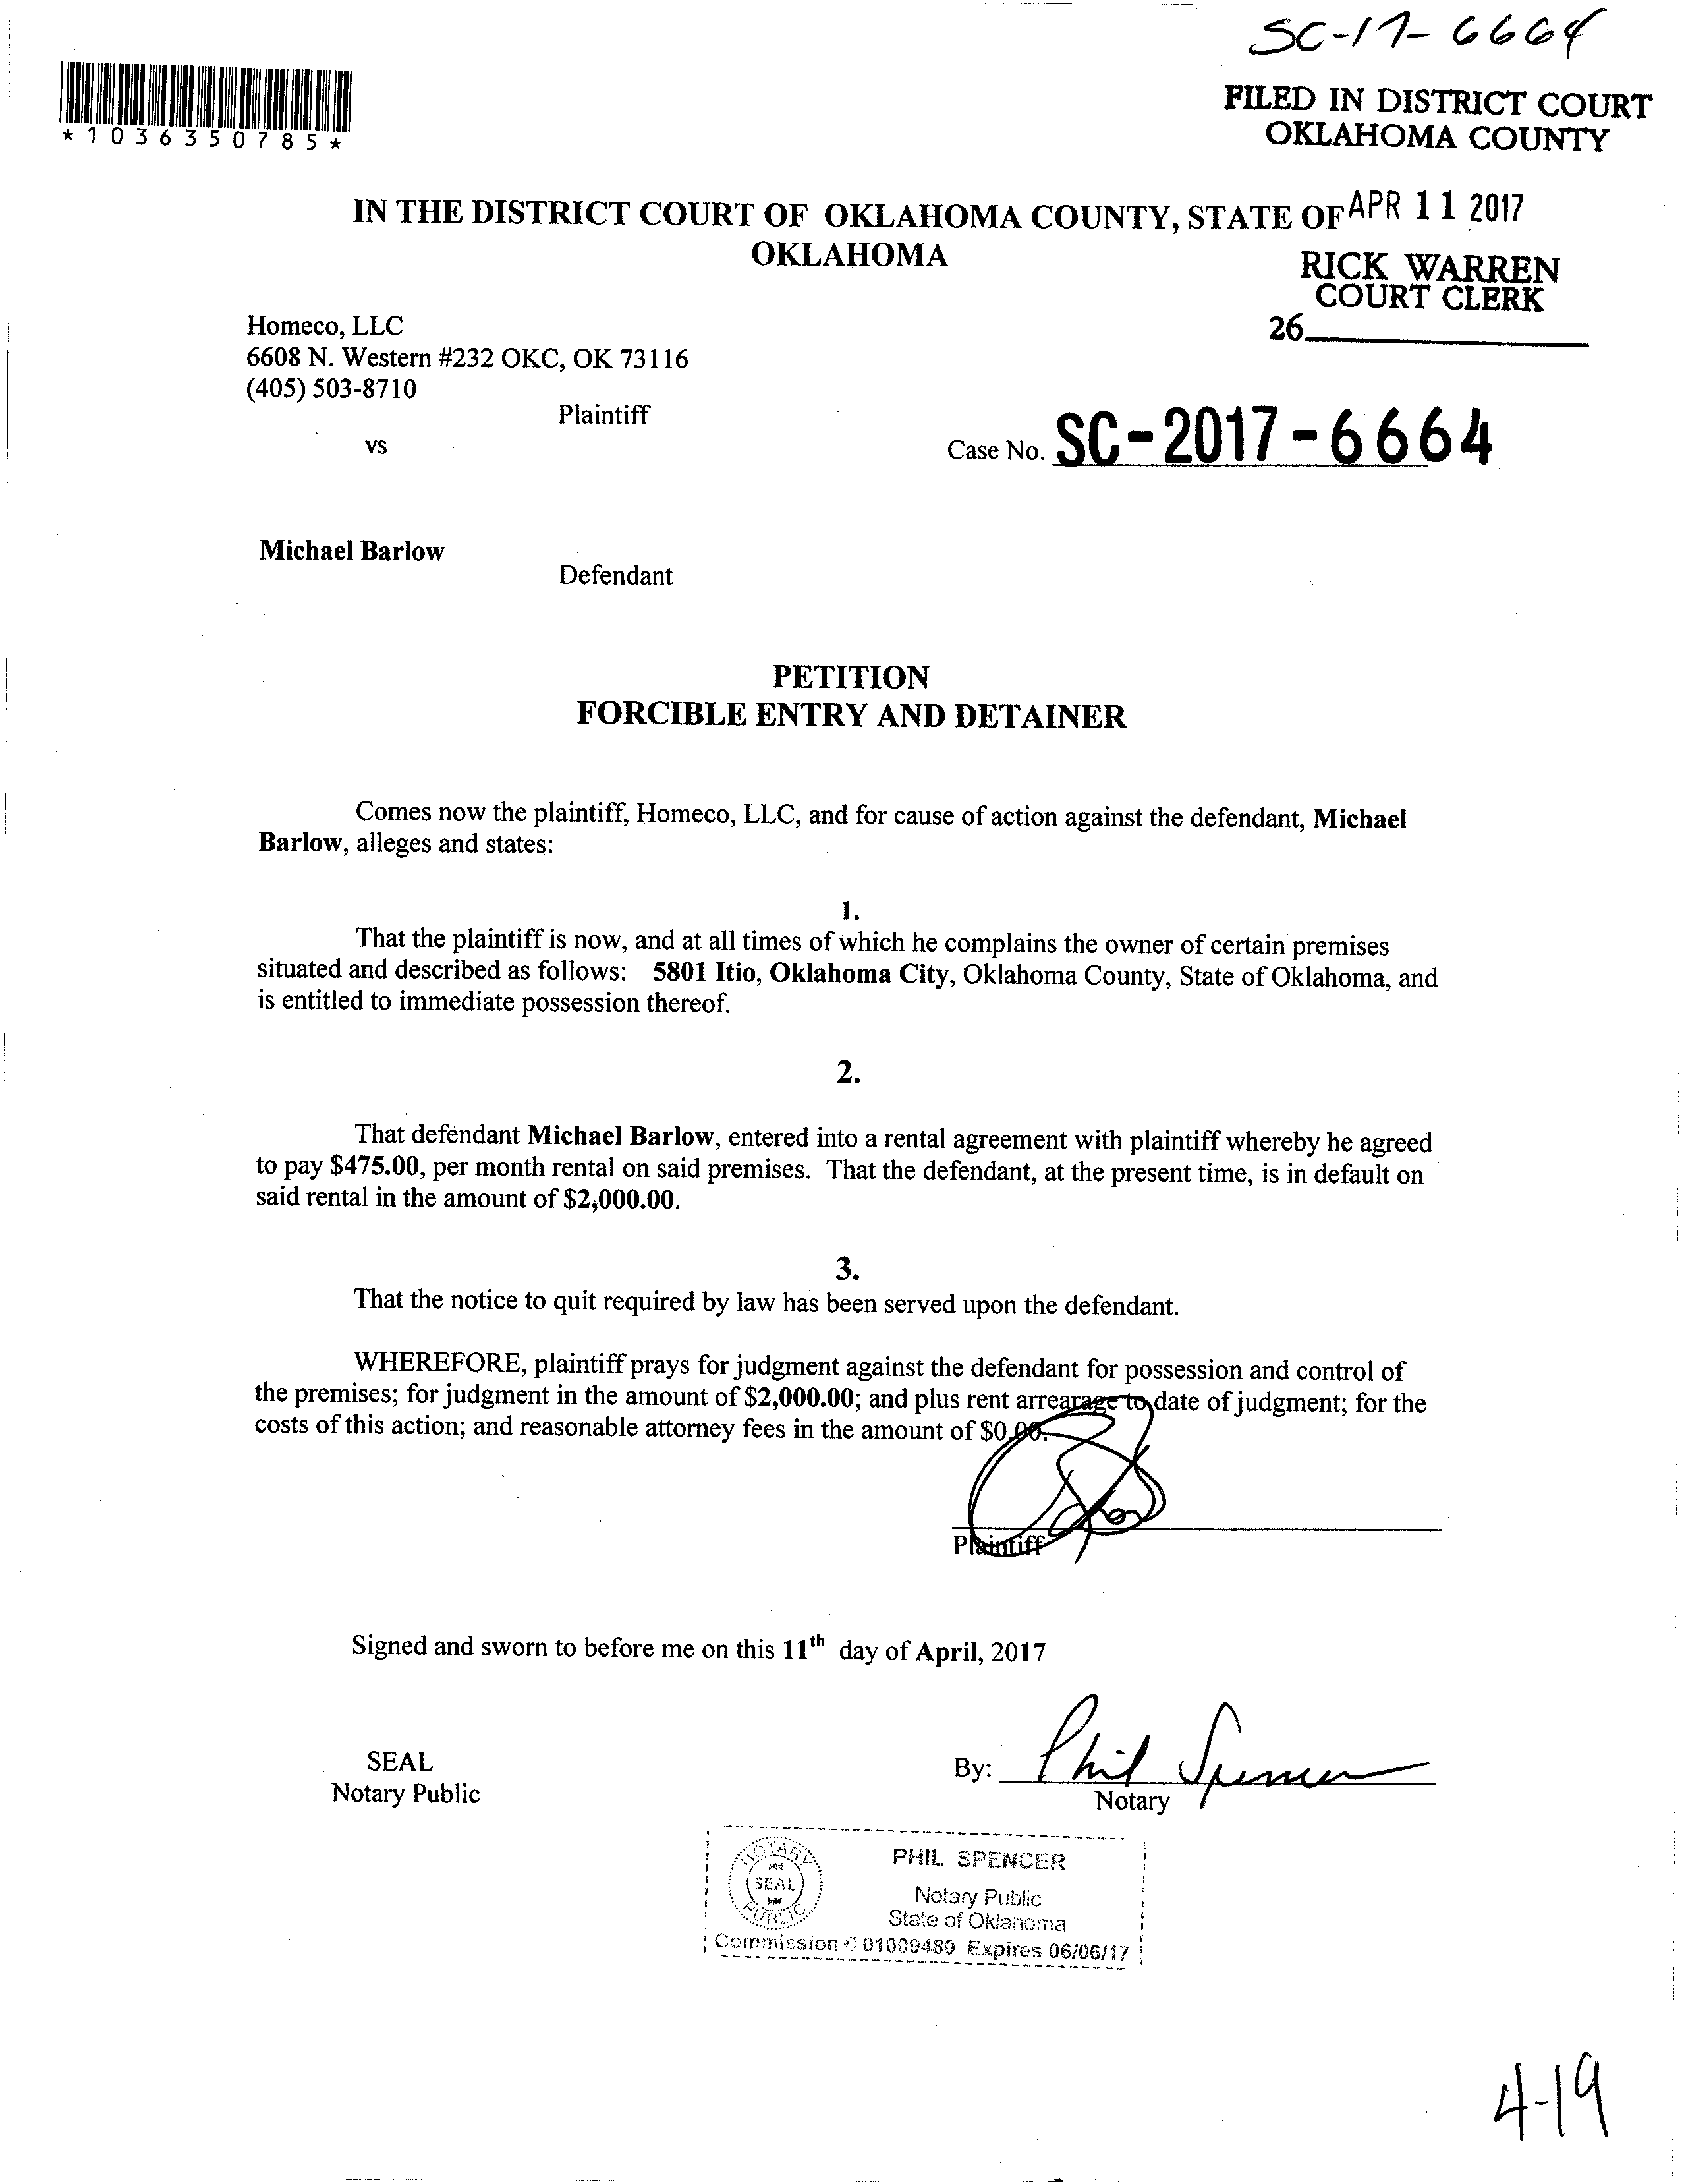 SC-17-6664
FILED IN DISTRICT COURT
OKLAHOMA COUNTY
*1036350785*
IN THE DISTRICT COURT OF OKLAHOMA COUNTY, STATE OF
OKLAHOMA
APR 11 2017
RICK WARREN
COURT CLERK
26
Homeco, LLC
6608 N. Western #232 OKC, OK 73116
(405) 503-8710
Plaintiff
vs
Case No. SC-2017-6664
Michael Barlow
Defendant
PETITION
FORCIBLE ENTRY AND DETAINER
Comes now the plaintiff, Homeco, LLC, and for cause of action against the defendant, Michael
Barlow, alleges and states:
1.
That the plaintiff is now, and at all times of which he complains the owner of certain premises
situated and described as follows: 5801 Itio, Oklahoma City, Oklahoma County, State of Oklahoma, and
is entitled to immediate possession thereof.
2.
That defendant Michael Barlow, entered into a rental agreement with plaintiff whereby he agreed
to pay $475.00, per month rental on said premises. That the defendant, at the present time, is in default on
said rental in the amount of $2,000.00.
3.
That the notice to quit required by law has been served upon the defendant.
WHEREFORE, plaintiff prays for judgment against the defendant for possession and control of
the premises; for judgment in the amount of $2,000.00; and plus rent arrearage to date of judgment; for the
costs of this action; and reasonable attorney fees in the amount of $0.00.
Plaintiff
Signed and sworn to before me on this 11th day of April, 2017
SEAL
Notary Public
By: Phil Spencer
Notary
NOTARY
SEAL
PUBLIC
PHIL SPENCER
Notary Public
State of Oklahoma
Commission # 01009480 Expires 06/06/17
4-19